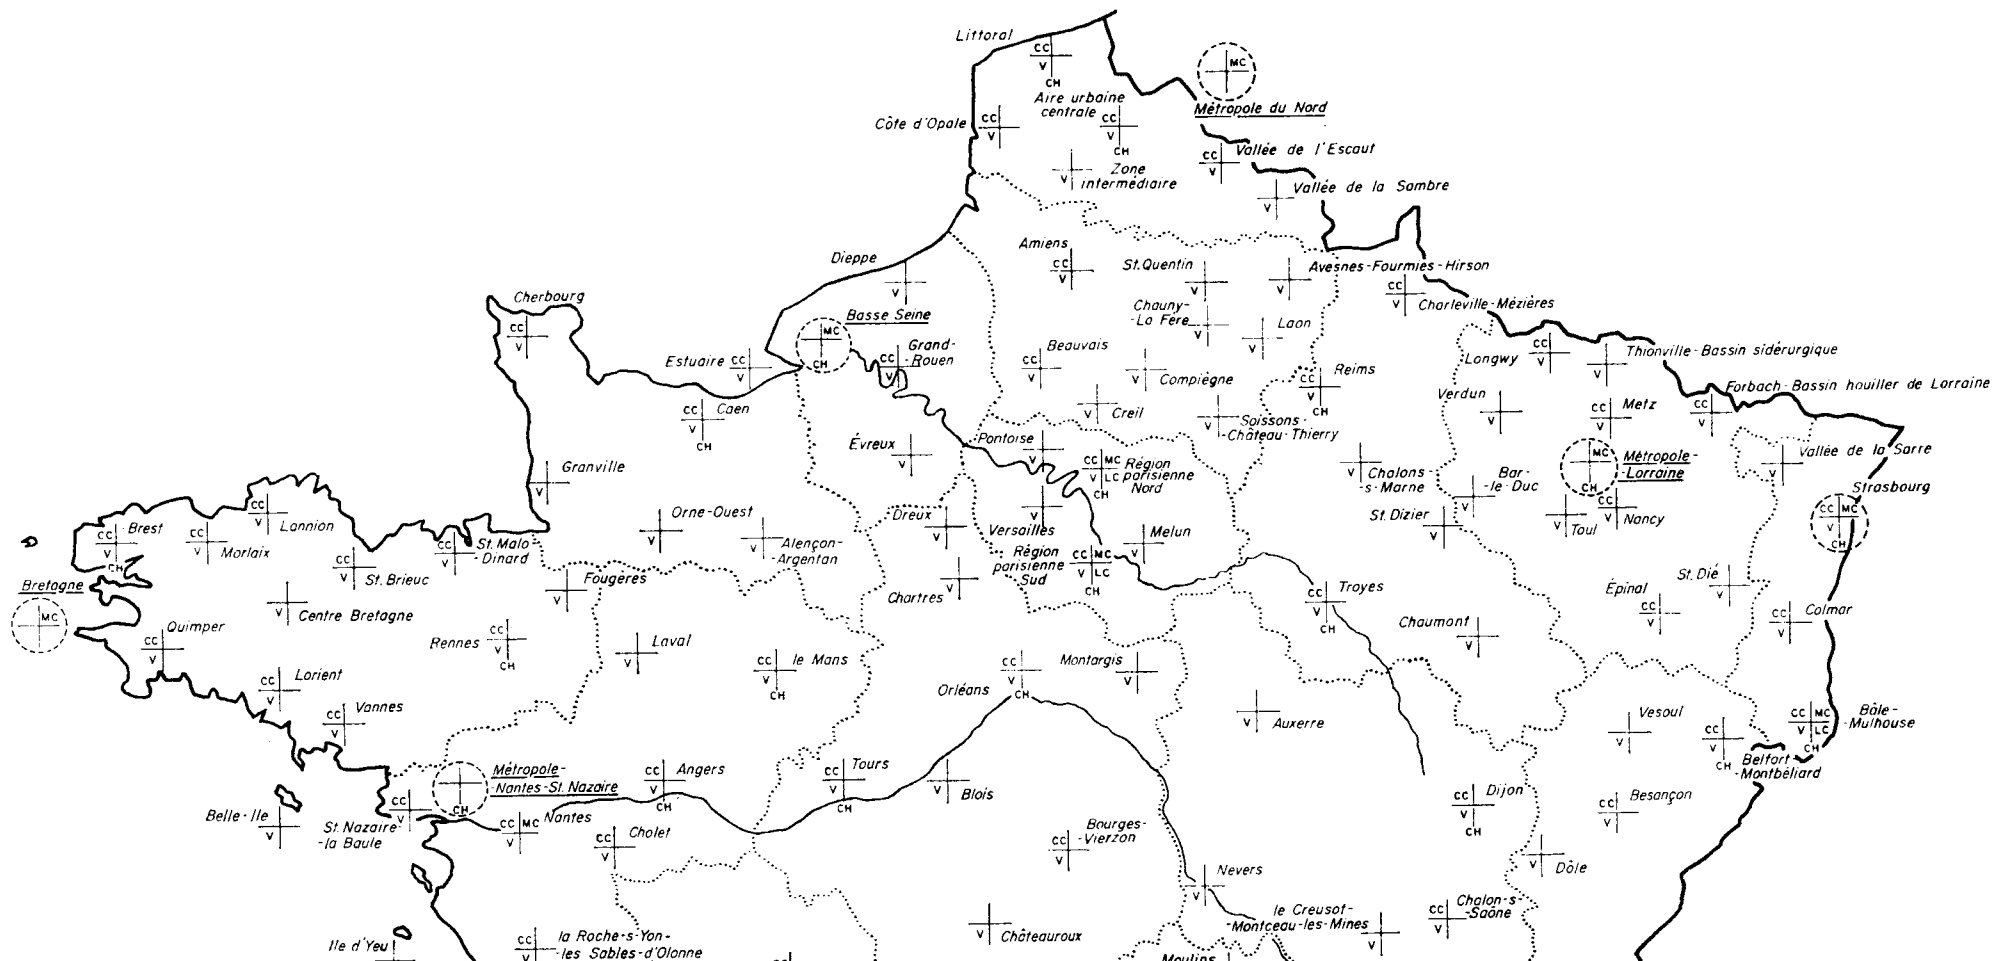 Littoral
CC
V
CH
MC
Aire urbaine
centrale
Métropole du Nord
Côte d'Opale
CC
V
CC
V
CH
Vallée de l'Escaut
CC
V
Zone
intermédiaire
V
Vallée de la Sambre
V
Amiens
CC
V
St. Quentin
V
Avesnes-Fourmies-Hirson
V
CC
V
Charleville-Mézières
Dieppe
V
Cherbourg
CC
V
Basse Seine
MC
CH
Chauny-
-La Fère
V
Laon
V
Estuaire
CC
V
Grand-
-Rouen
CC
V
Beauvais
CC
V
Compiègne
V
Reims
CC
V
CH
Longwy
CC
V
Thionville-Bassin sidérurgique
V
Forbach-Bassin houiller de Lorraine
V
Caen
CC
V
CH
Creil
V
Soissons-
-Château-Thierry
V
Verdun
V
Metz
CC
V
Évreux
V
Pontoise
V
CC
MC
V
LC
CH
Région
parisienne
Nord
Granville
V
Chalons-
-s-Marne
V
Bar-
-le-Duc
V
MC
CH
Métropole-
-Lorraine
Vallée de la Sarre
V
Strasbourg
CC
MC
V
CH
Brest
CC
V
CH
Morlaix
CC
V
Lannion
CC
V
St. Brieuc
CC
V
St. Malo
-Dinard
CC
V
Orne-Ouest
V
Alençon-
-Argentan
V
Dreux
V
Versailles
V
Melun
V
St. Dizier
V
Toul
V
Nancy
CC
V
Région
parisienne
Sud
CC
MC
V
LC
CH
Bretagne
MC
Centre Bretagne
V
Fougères
V
Chartres
V
Troyes
CC
V
CH
Chaumont
V
Épinal
CC
V
St. Dié
V
Colmar
CC
V
Quimper
CC
V
Rennes
CC
V
CH
Laval
V
le Mans
CC
V
CH
Orléans
CC
V
CH
Montargis
V
Auxerre
V
Lorient
CC
V
Vannes
CC
V
Vesoul
V
CC
V
CH
Belfort-
-Montbéliard
CC
MC
V
LC
CH
Bâle-
-Mulhouse
Métropole-
-Nantes-St. Nazaire
CH
Angers
CC
V
CH
Tours
CC
V
CH
Blois
V
Dijon
CC
V
CH
Besançon
CC
V
Belle-Ile
V
St. Nazaire-
-la Baule
CC
V
Nantes
CC
MC
V
Cholet
CC
V
Bourges-
-Vierzon
CC
V
Dôle
V
Nevers
V
le Creusot-
-Montceau-les-Mines
V
Chalon-s-
-Saône
CC
V
Châteauroux
V
Ile d'Yeu
V
la Roche-s-Yon-
-les Sables-d'Olonne
CC
V
CC
Moulins